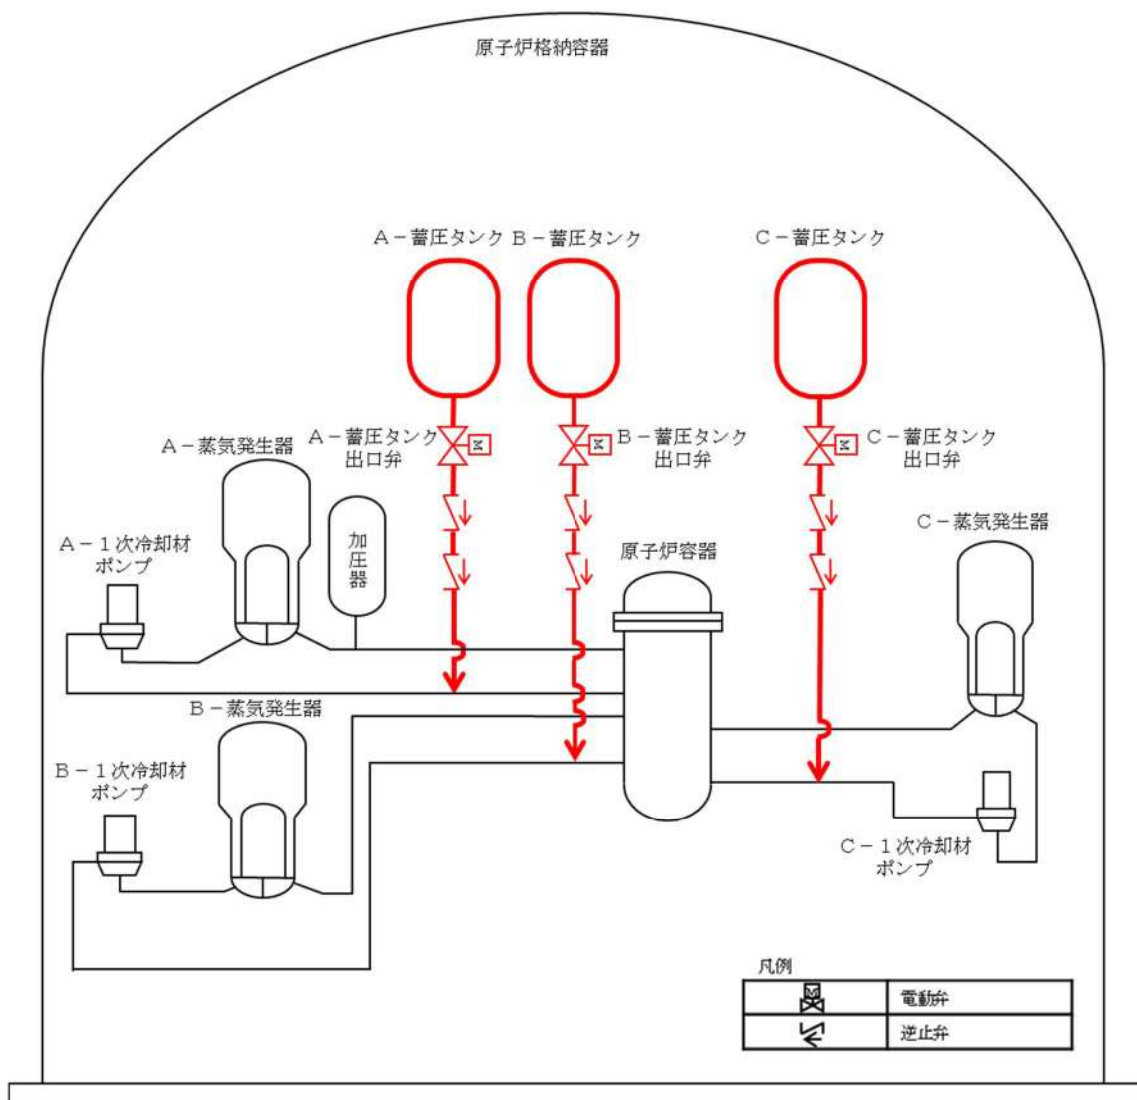 原子炉格納容器
A－蓄圧タンク
B－蓄圧タンク
C－蓄圧タンク
A－蒸気発生器
A－蓄圧タンク
出口弁
M
B－蓄圧タンク
出口弁
M
C－蓄圧タンク
出口弁
M
A－1次冷却材
ポンプ
加
圧
器
原子炉容器
C－蒸気発生器
B－蒸気発生器
B－1次冷却材
ポンプ
C－1次冷却材
ポンプ
凡例
M
電動弁
逆止弁